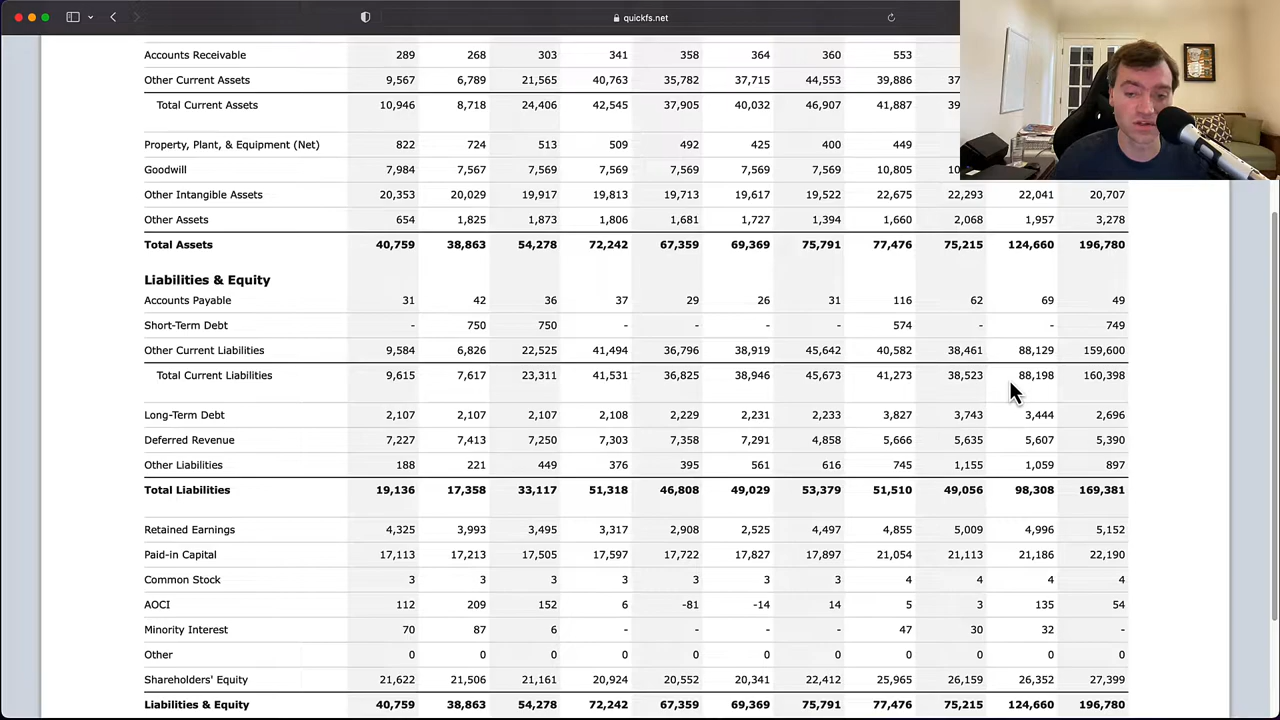 quickfs.net
Accounts Receivable 289 268 303 341 358 364 360 553
Other Current Assets 9,567 6,789 21,565 40,763 35,782 37,715 44,553 39,886 37
Total Current Assets 10,946 8,718 24,406 42,545 37,905 40,032 46,907 41,887 39
Property, Plant, & Equipment (Net) 822 724 513 509 492 425 400 449
Goodwill 7,984 7,567 7,569 7,569 7,569 7,569 7,569 10,805 10
Other Intangible Assets 20,353 20,029 19,917 19,813 19,713 19,617 19,522 22,675 22,293 22,041 20,707
Other Assets 654 1,825 1,873 1,806 1,681 1,727 1,394 1,660 2,068 1,957 3,278
Total Assets 40,759 38,863 54,278 72,242 67,359 69,369 75,791 77,476 75,215 124,660 196,780
Liabilities & Equity
Accounts Payable 31 42 36 37 29 26 31 116 62 69 49
Short-Term Debt - 750 750 - - - - 574 - - 749
Other Current Liabilities 9,584 6,826 22,525 41,494 36,796 38,919 45,642 40,582 38,461 88,129 159,600
Total Current Liabilities 9,615 7,617 23,311 41,531 36,825 38,946 45,673 41,273 38,523 88,198 160,398
Long-Term Debt 2,107 2,107 2,107 2,108 2,229 2,231 2,233 3,827 3,743 3,444 2,696
Deferred Revenue 7,227 7,413 7,250 7,303 7,358 7,291 4,858 5,666 5,635 5,607 5,390
Other Liabilities 188 221 449 376 395 561 616 745 1,155 1,059 897
Total Liabilities 19,136 17,358 33,117 51,318 46,808 49,029 53,379 51,510 49,056 98,308 169,381
Retained Earnings 4,325 3,993 3,495 3,317 2,908 2,525 4,497 4,855 5,009 4,996 5,152
Paid-in Capital 17,113 17,213 17,505 17,597 17,722 17,827 17,897 21,054 21,113 21,186 22,190
Common Stock 3 3 3 3 3 3 3 4 4 4 4
AOCI 112 209 152 6 -81 -14 14 5 3 135 54
Minority Interest 70 87 6 - - - - 47 30 32 -
Other 0 0 0 0 0 0 0 0 0 0 0
Shareholders' Equity 21,622 21,506 21,161 20,924 20,552 20,341 22,412 25,965 26,159 26,352 27,399
Liabilities & Equity 40,759 38,863 54,278 72,242 67,359 69,369 75,791 77,476 75,215 124,660 196,780